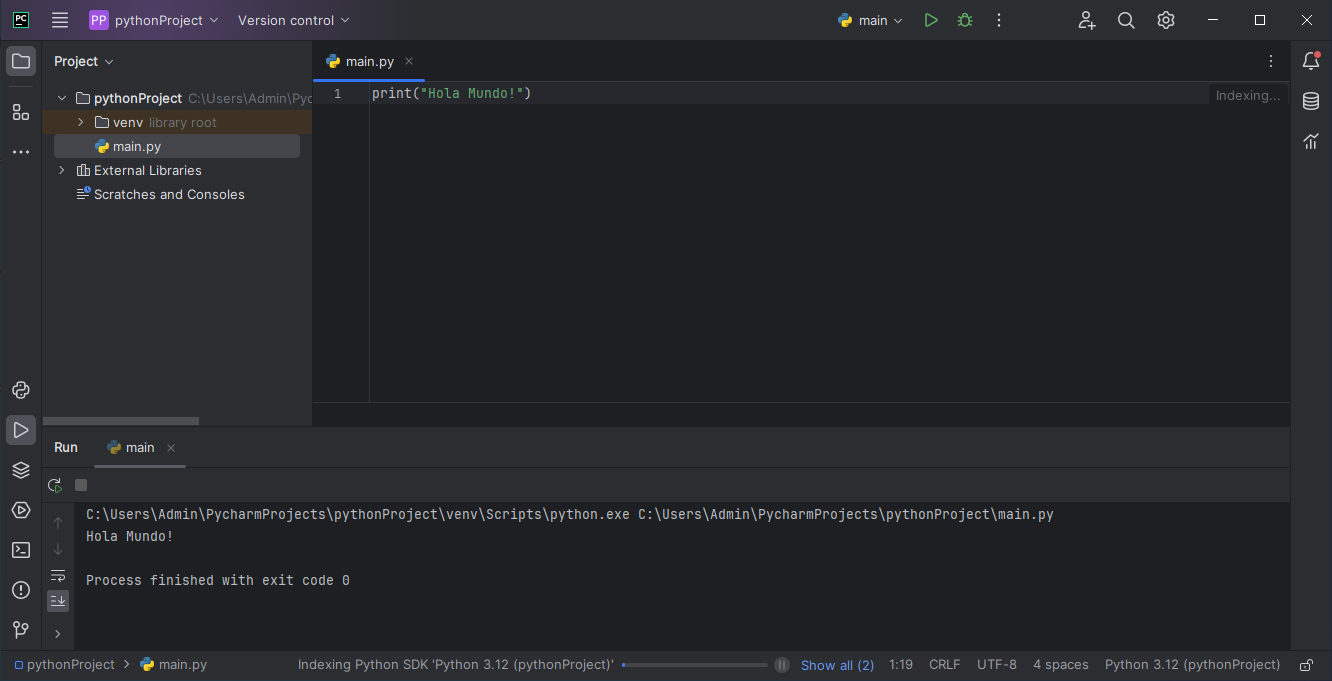 PC PP pythonProject Version control main
Project main.py
pythonProject C:\Users\Admin\Pyc 1 print("Hola Mundo!") Indexing...
venv library root
main.py
External Libraries
Scratches and Consoles
Run main
C:\Users\Admin\PycharmProjects\pythonProject\venv\Scripts\python.exe C:\Users\Admin\PycharmProjects\pythonProject\main.py
Hola Mundo!
Process finished with exit code 0
pythonProject main.py Indexing Python SDK 'Python 3.12 (pythonProject)' Show all (2) 1:19 CRLF UTF-8 4 spaces Python 3.12 (pythonProject)